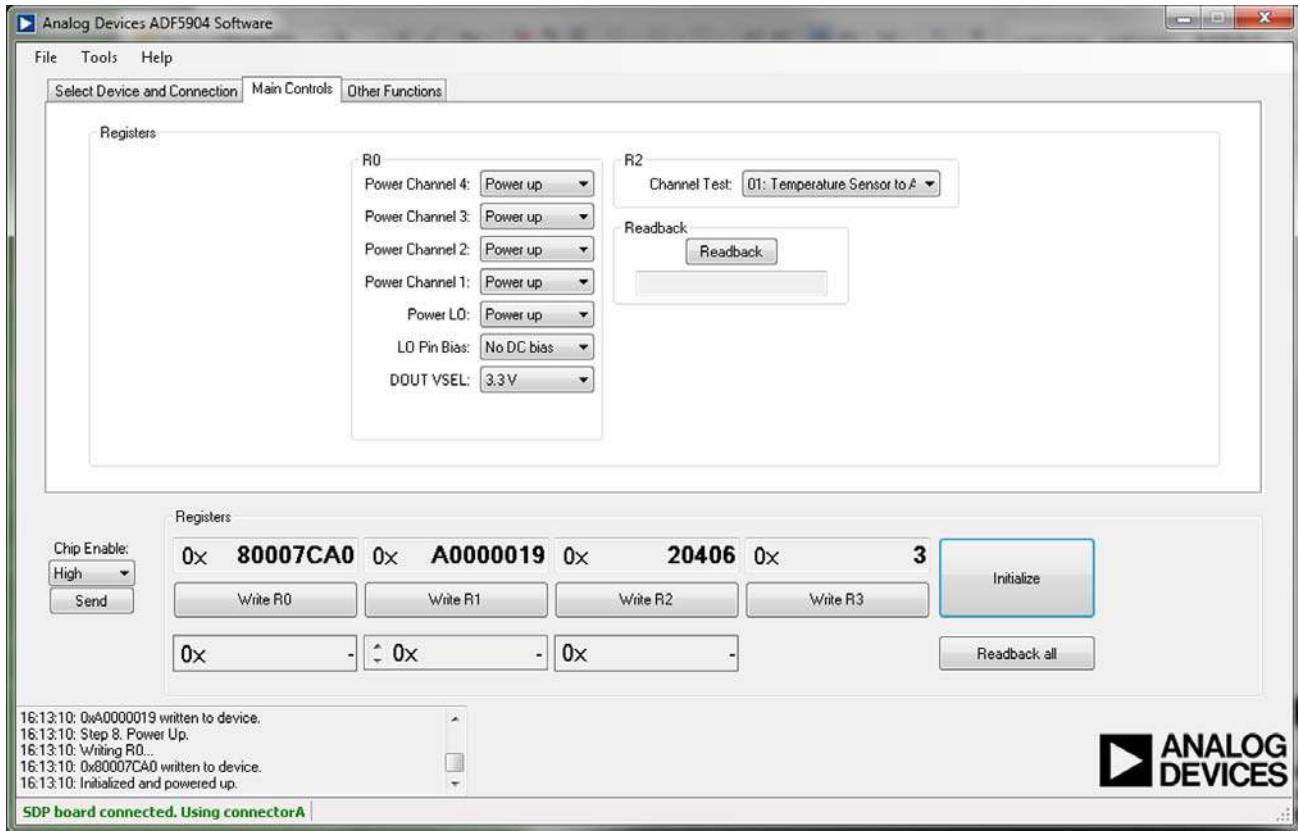 Analog Devices ADF5904 Software
File Tools Help
Select Device and Connection Main Controls Other Functions
Registers
R0
Power Channel 4: Power up
Power Channel 3: Power up
Power Channel 2: Power up
Power Channel 1: Power up
Power LO: Power up
LO Pin Bias: No DC bias
DOUT VSEL: 3.3 V
R2
Channel Test: 01: Temperature Sensor to A
Readback
Readback
Registers
Chip Enable:
High
Send
0x 80007CA0 0x A0000019 0x 20406 0x 3
Write R0 Write R1 Write R2 Write R3
Initialize
0x - 0x - 0x -
Readback all
16:13:10: 0xA0000019 written to device.
16:13:10: Step 8. Power Up.
16:13:10: Writing R0...
16:13:10: 0x80007CA0 written to device.
16:13:10: Initialized and powered up.
ANALOG
DEVICES
SDP board connected. Using connectorA